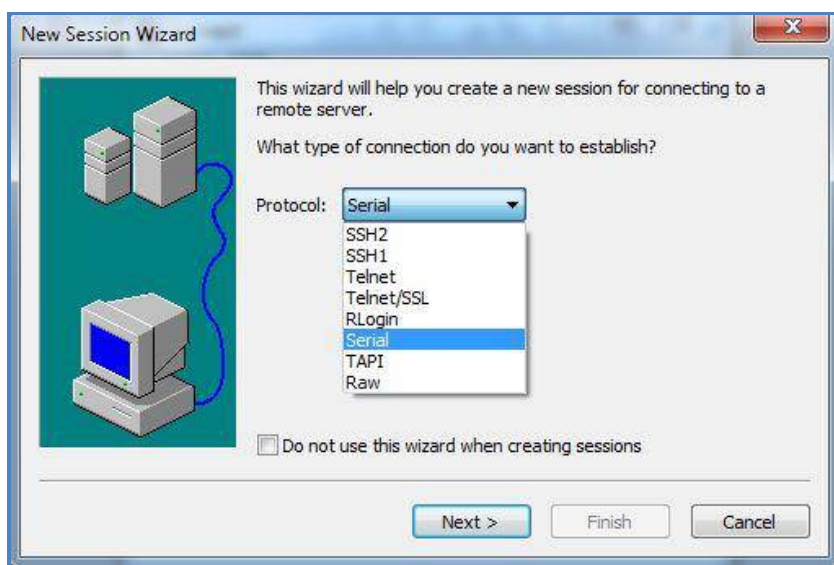 New Session Wizard
This wizard will help you create a new session for connecting to a
remote server.
What type of connection do you want to establish?
Protocol: Serial
SSH2
SSH1
Telnet
Telnet/SSL
RLogin
Serial
TAPI
Raw
Do not use this wizard when creating sessions
Next > Finish Cancel